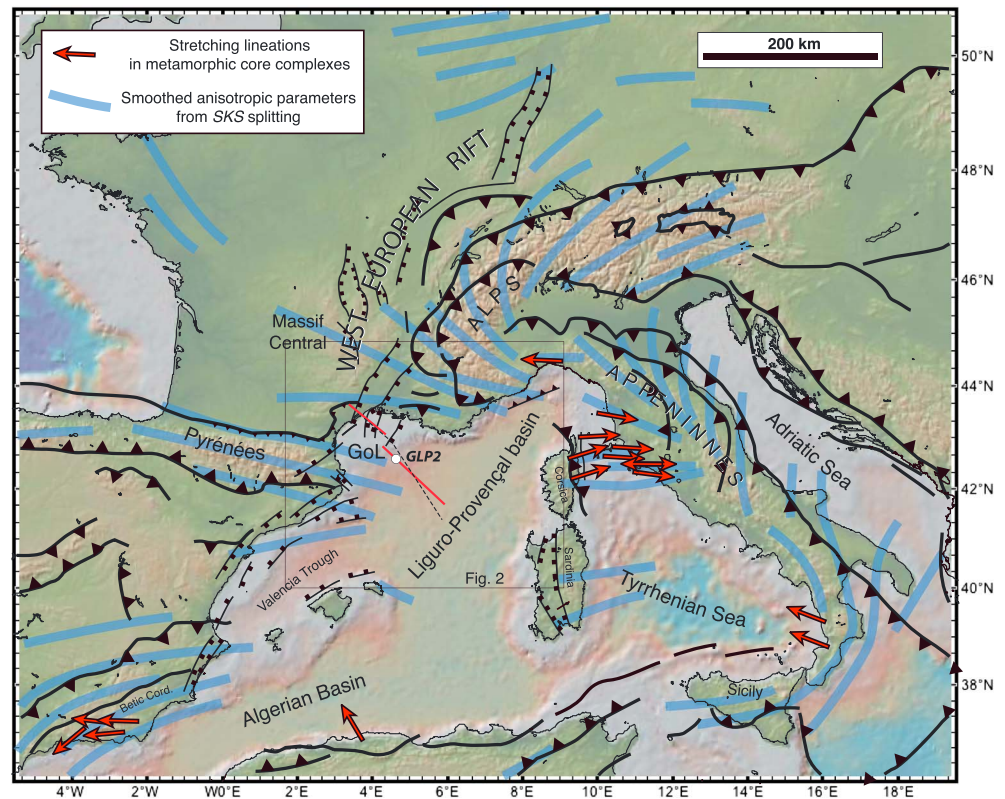 Stretching lineations
in metamorphic core complexes
Smoothed anisotropic parameters
from SKS splitting
200 km
50°N
48°N
46°N
44°N
42°N
40°N
38°N
WEST EUROPEAN RIFT
ALPS
Massif
Central
APPENINNES
Adriatic Sea
Pyrénées
GoL
GLP2
Liguro-Provençal basin
Corsica
Sardinia
Fig. 2
Valencia Trough
Tyrrhenian Sea
Betic Cord.
Algerian Basin
Sicily
4°W
2°W
W00°E
2°E
4°E
6°E
8°E
10°E
12°E
14°E
16°E
18°E